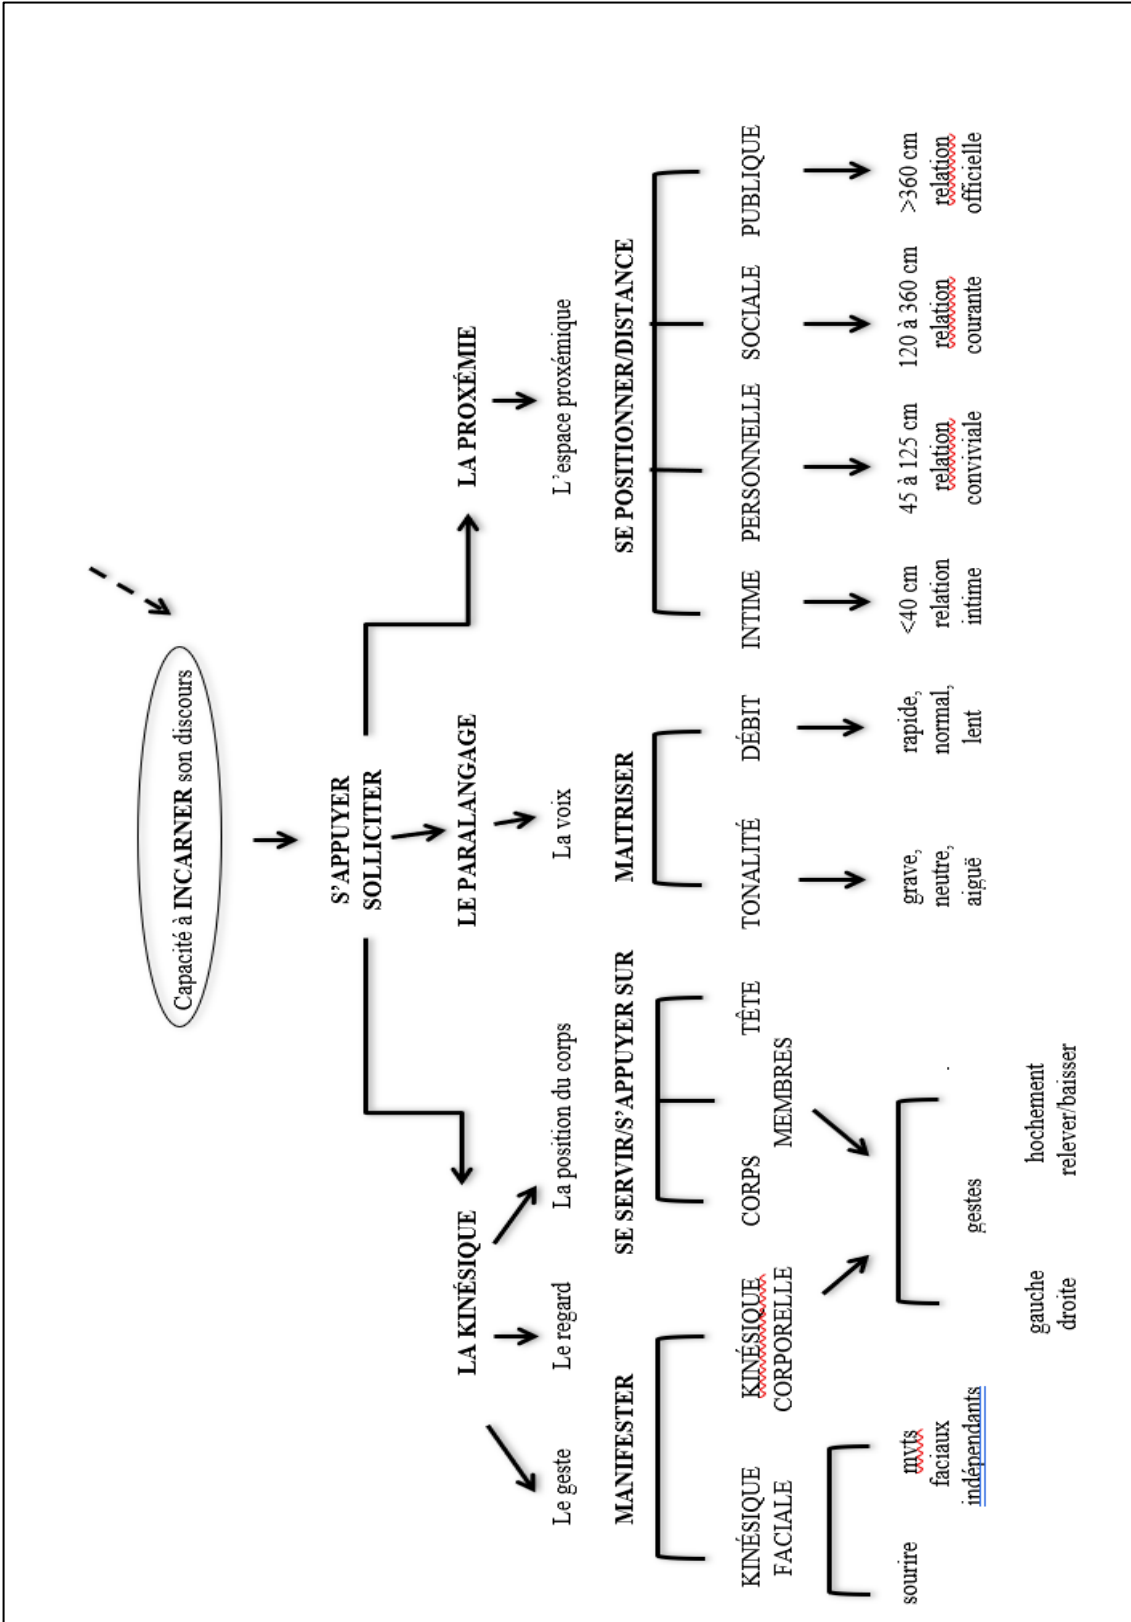 Capacité à INCARNER son discours
S'APPUYER
SOLLICITER
LA KINÉSIQUE
LE PARALANGAGE
LA PROXÉMIE
Le geste
Le regard
La position du corps
La voix
L'espace proxémique
MANIFESTER
SE SERVIR/S'APPUYER SUR
MAITRISER
SE POSITIONNER/DISTANCE
KINÉSIQUE
FACIALE
KINÉSIQUE
CORPORELLE
CORPS
MEMBRES
TÊTE
TONALITÉ
DÉBIT
INTIME
PERSONNELLE
SOCIALE
PUBLIQUE
sourire
mvts
faciaux
indépendants
gestes
grave,
neutre,
aiguë
rapide,
normal,
lent
<40 cm
relation
intime
45 à 125 cm
relation
conviviale
120 à 360 cm
relation
courante
>360 cm
relation
officielle
gauche
droite
hochement
relever/baisser